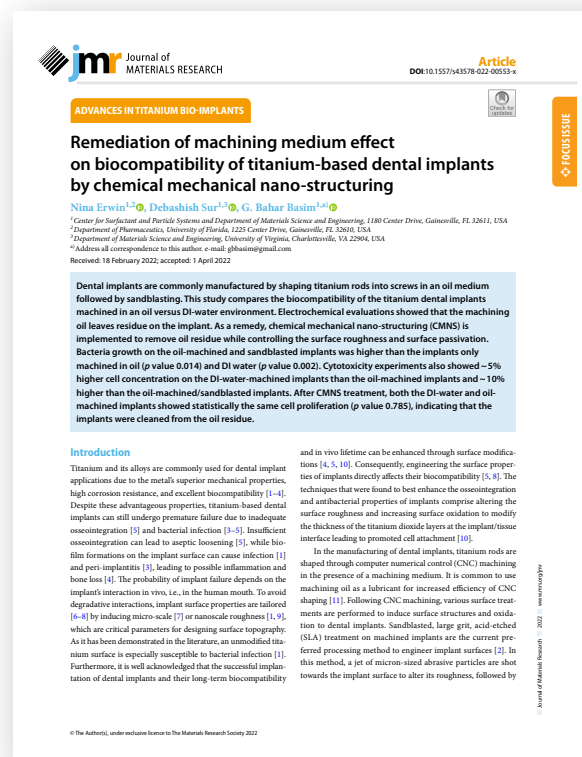 jmr Journal of
MATERIALS RESEARCH
Article
DOI:10.1557/s43578-022-00553-x
ADVANCES IN TITANIUM BIO-IMPLANTS
Check for
updates
FOCUS ISSUE
Remediation of machining medium effect
on biocompatibility of titanium-based dental implants
by chemical mechanical nano-structuring
Nina Erwin1,2, Debashish Sur1,3, G. Bahar Basim1,a)
1 Center for Surfactant and Particle Systems and Department of Materials Science and Engineering, 1180 Center Drive, Gainesville, FL 32611, USA
2 Department of Pharmaceutics, University of Florida, 1225 Center Drive, Gainesville, FL 32610, USA
3 Department of Materials Science and Engineering, University of Virginia, Charlottesville, VA 22904, USA
a) Address all correspondence to this author. e-mail: gbbasim@gmail.com
Received: 18 February 2022; accepted: 1 April 2022
Dental implants are commonly manufactured by shaping titanium rods into screws in an oil medium
followed by sandblasting. This study compares the biocompatibility of the titanium dental implants
machined in an oil versus DI-water environment. Electrochemical evaluations showed that the machining
oil leaves residue on the implant. As a remedy, chemical mechanical nano-structuring (CMNS) is
implemented to remove oil residue while controlling the surface roughness and surface passivation.
Bacteria growth on the oil-machined and sandblasted implants was higher than the implants only
machined in oil (p value 0.014) and DI water (p value 0.002). Cytotoxicity experiments also showed ~ 5%
higher cell concentration on the DI-water-machined implants than the oil-machined implants and ~ 10%
higher than the oil-machined/sandblasted implants. After CMNS treatment, both the DI-water and oil-
machined implants showed statistically the same cell proliferation (p value 0.785), indicating that the
implants were cleaned from the oil residue.
Introduction
Titanium and its alloys are commonly used for dental implant
applications due to the metal's superior mechanical properties,
high corrosion resistance, and excellent biocompatibility [1–4].
Despite these advantageous properties, titanium-based dental
implants can still undergo premature failure due to inadequate
osseointegration [5] and bacterial infection [3–5]. Insufficient
osseointegration can lead to aseptic loosening [5], while bio-
film formations on the implant surface can cause infection [1]
and peri-implantitis [3], leading to possible inflammation and
bone loss [4]. The probability of implant failure depends on the
implant's interaction in vivo, i.e., in the human mouth. To avoid
degradative interactions, implant surface properties are tailored
[6–8] by inducing micro-scale [7] or nanoscale roughness [1, 9],
which are critical parameters for designing surface topography.
As it has been demonstrated in the literature, an unmodified tita-
nium surface is especially susceptible to bacterial infection [1].
Furthermore, it is well acknowledged that the successful implan-
tation of dental implants and their long-term biocompatibility
and in vivo lifetime can be enhanced through surface modifica-
tions [4, 5, 10]. Consequently, engineering the surface proper-
ties of implants directly affects their biocompatibility [5, 8]. The
techniques that were found to best enhance the osseointegration
and antibacterial properties of implants comprise altering the
surface roughness and increasing surface oxidation to modify
the thickness of the titanium dioxide layers at the implant/tissue
interface leading to promoted cell attachment [10].
In the manufacturing of dental implants, titanium rods are
shaped through computer numerical control (CNC) machining
in the presence of a machining medium. It is common to use
machining oil as a lubricant for increased efficiency of CNC
shaping [11]. Following CNC machining, various surface treat-
ments are performed to induce surface structures and oxida-
tion to dental implants. Sandblasted, large grit, acid-etched
(SLA) treatment on machined implants are the current pre-
ferred processing method to engineer implant surfaces [2]. In
this method, a jet of micron-sized abrasive particles are shot
towards the implant surface to alter its roughness, followed by
Journal of Materials Research 2022 www.mrs.org/jmr
© The Author(s), under exclusive licence to The Materials Research Society 2022